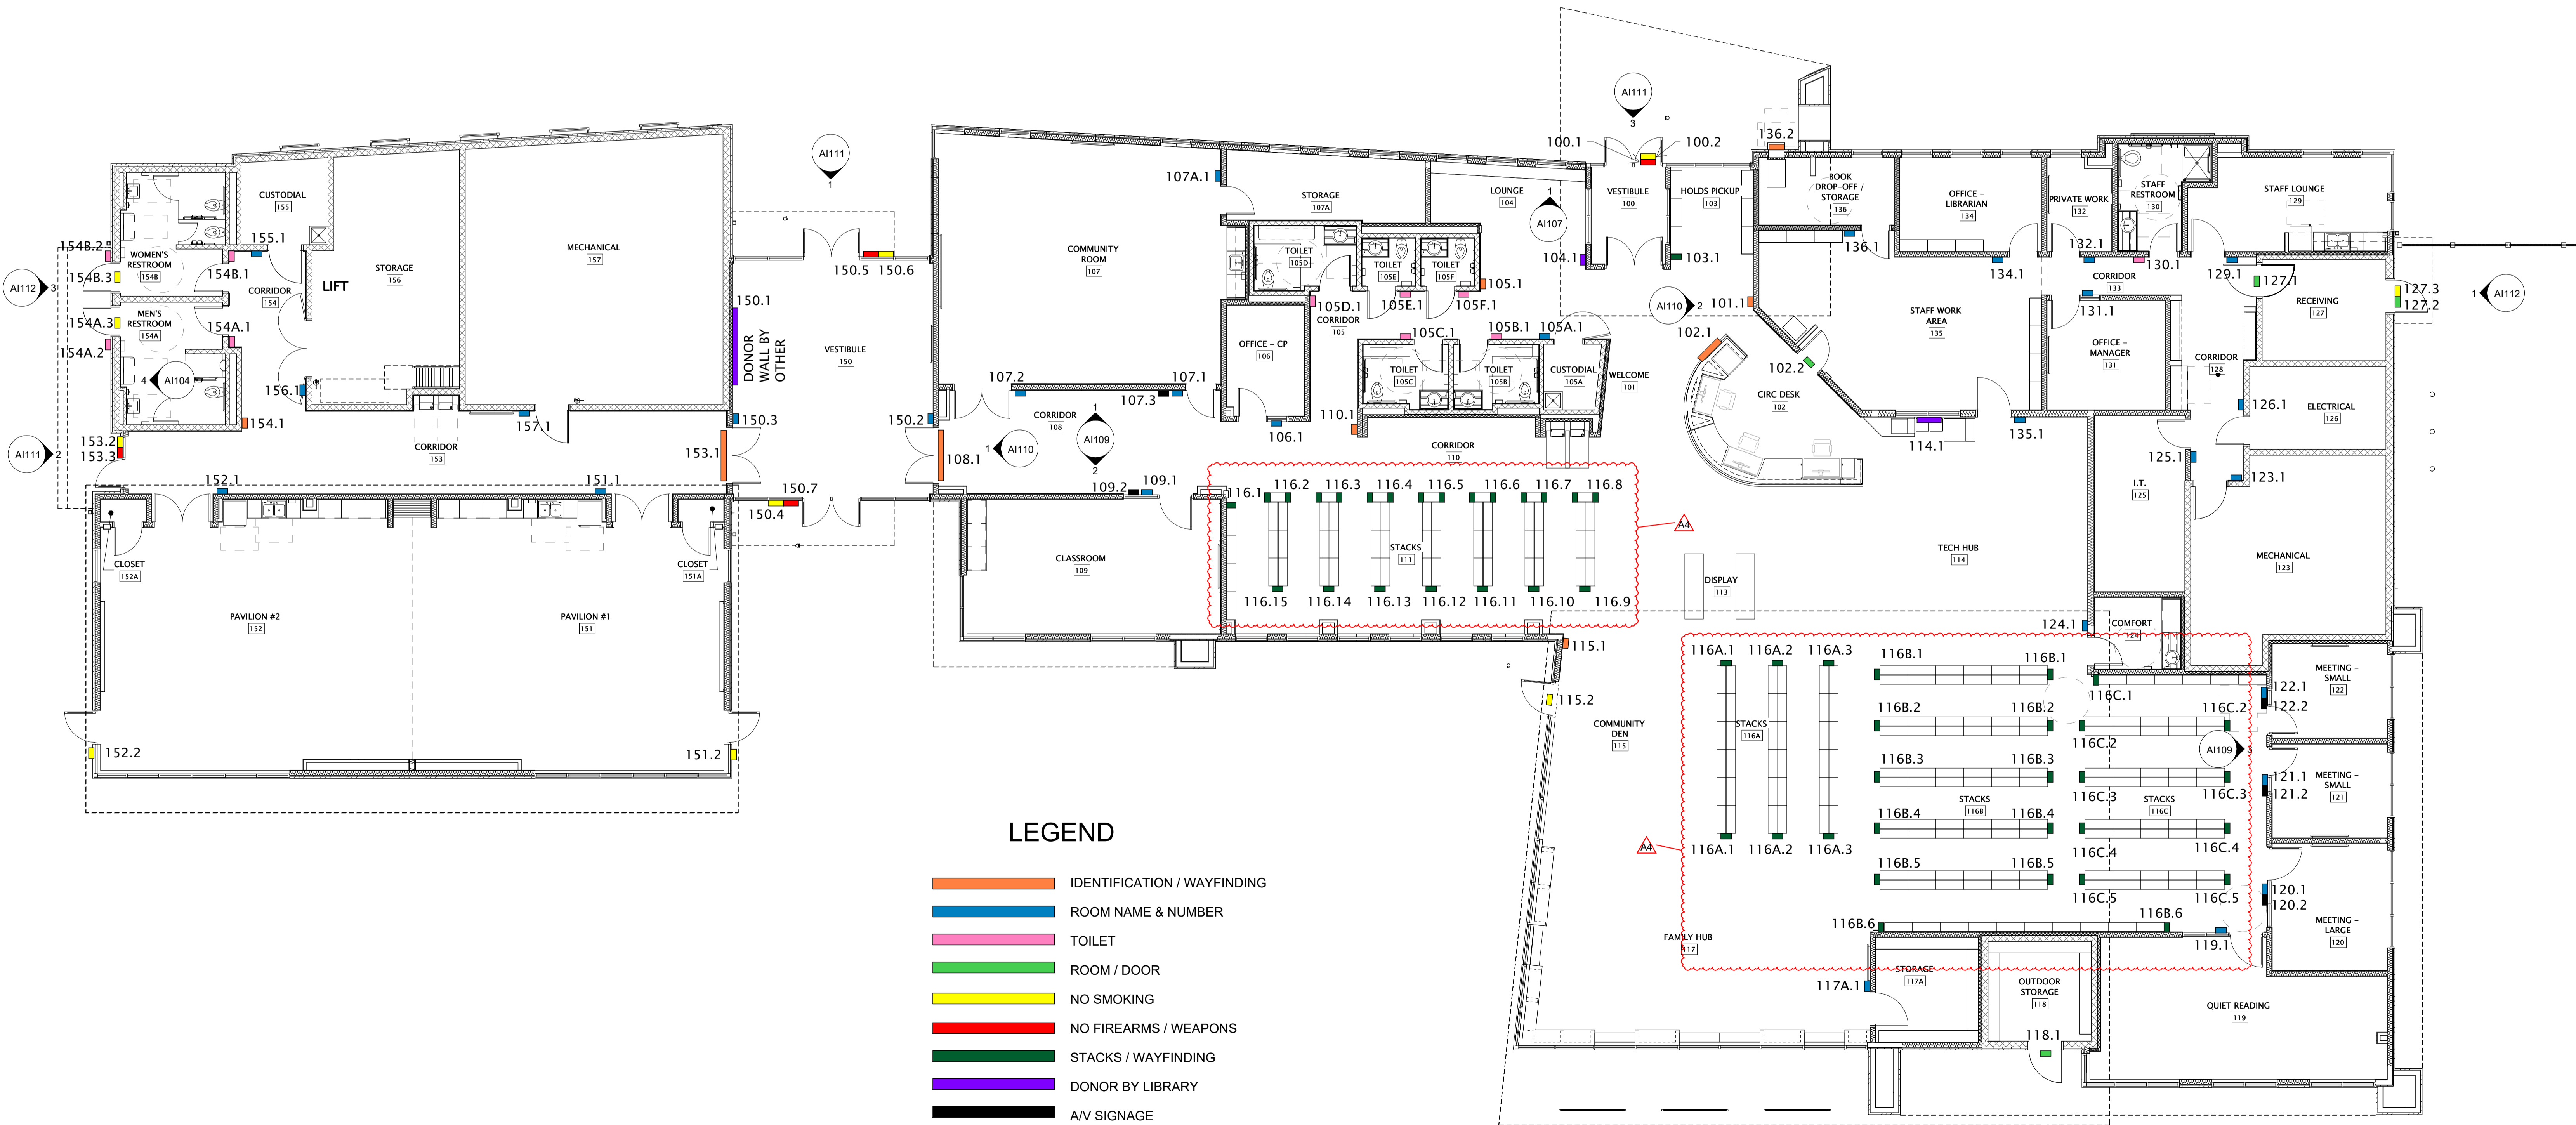 AI111
3
100.1
100.2
136.2
AI111
1
107A.1
STORAGE
107A
LOUNGE
104
1
AI107
VESTIBULE
100
HOLDS PICKUP
103
BOOK
DROP-OFF /
STORAGE
136
OFFICE -
LIBRARIAN
134
PRIVATE WORK
132
STAFF
RESTROOM
130
STAFF LOUNGE
129
CUSTODIAL
155
155.1
154B.2
WOMEN'S
RESTROOM
154B
154B.3
154B.1
AI112
3
CORRIDOR
154
LIFT
STORAGE
156
MECHANICAL
157
150.5
150.6
COMMUNITY
ROOM
107
TOILET
105D
TOILET
105E
TOILET
105F
104.1
103.1
136.1
134.1
132.1
130.1
129.1
CORRIDOR
133
127.1
127.3
127.2
1
AI112
RECEIVING
127
154A.3
MEN'S
RESTROOM
154A
154A.1
154A.2
4
AI104
156.1
154.1
150.1
DONOR
WALL BY
OTHER
VESTIBULE
150
105D.1
105E.1
105F.1
105.1
CORRIDOR
105
OFFICE - CP
106
105C.1
105B.1
105A.1
TOILET
105C
TOILET
105B
CUSTODIAL
105A
WELCOME
101
AI110
2
101.1
102.1
102.2
CIRC DESK
102
STAFF WORK
AREA
135
131.1
OFFICE -
MANAGER
131
CORRIDOR
128
126.1
ELECTRICAL
126
AI111
2
153.2
153.3
CORRIDOR
153
157.1
150.3
153.1
150.2
108.1
107.2
107.3
107.1
CORRIDOR
108
1
AI110
1
AI109
2
106.1
110.1
CORRIDOR
110
114.1
135.1
125.1
123.1
152.1
151.1
150.7
150.4
109.2
109.1
116.1
116.2
116.3
116.4
116.5
116.6
116.7
116.8
A4
I.T.
125
CLOSET
152A
CLOSET
151A
CLASSROOM
109
STACKS
111
TECH HUB
114
DISPLAY
113
MECHANICAL
123
116.15
116.14
116.13
116.12
116.11
116.10
116.9
PAVILION #2
152
PAVILION #1
151
152.2
151.2
115.1
115.2
124.1
COMFORT
124
116A.1
116A.2
116A.3
116B.1
116B.1
116C.1
122.1
122.2
MEETING -
SMALL
122
COMMUNITY
DEN
115
STACKS
116A
116B.2
116B.2
116C.2
116C.2
AI109
3
116B.3
116B.3
116C.3
116C.3
121.1
121.2
MEETING -
SMALL
121
STACKS
116B
STACKS
116C
116B.4
116B.4
116C.4
116C.4
A4
116A.1
116A.2
116A.3
116B.5
116B.5
116C.5
116C.5
120.1
120.2
MEETING -
LARGE
120
116B.6
116B.6
119.1
FAMILY HUB
117
STORAGE
117A
117A.1
OUTDOOR
STORAGE
118
118.1
QUIET READING
119
LEGEND
IDENTIFICATION / WAYFINDING
ROOM NAME & NUMBER
TOILET
ROOM / DOOR
NO SMOKING
NO FIREARMS / WEAPONS
STACKS / WAYFINDING
DONOR BY LIBRARY
A/V SIGNAGE